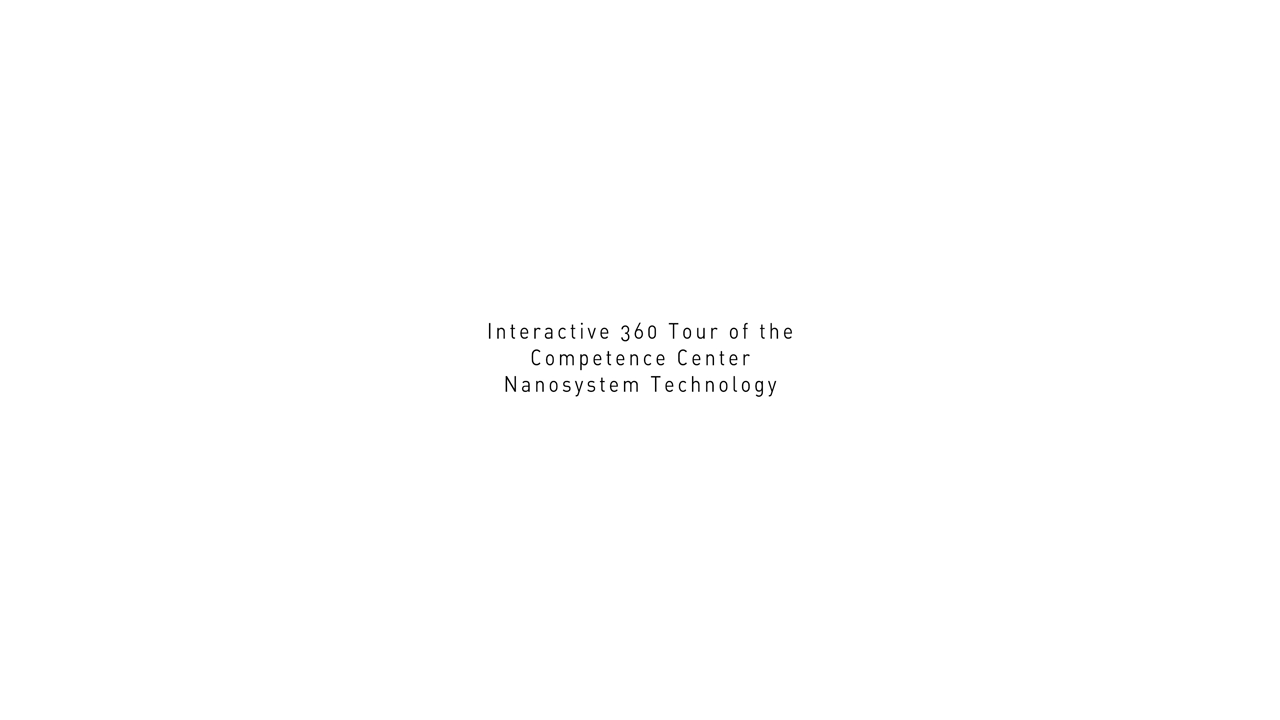 Interactive 360 Tour of the
Competence Center
Nanosystem Technology